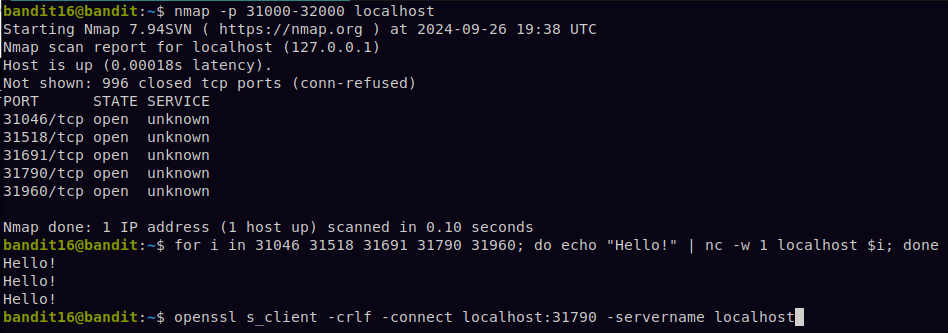 bandit16@bandit:~$ nmap -p 31000-32000 localhost
Starting Nmap 7.94SVN ( https://nmap.org ) at 2024-09-26 19:38 UTC
Nmap scan report for localhost (127.0.0.1)
Host is up (0.00018s latency).
Not shown: 996 closed tcp ports (conn-refused)
PORT      STATE SERVICE
31046/tcp open  unknown
31518/tcp open  unknown
31691/tcp open  unknown
31790/tcp open  unknown
31960/tcp open  unknown

Nmap done: 1 IP address (1 host up) scanned in 0.10 seconds
bandit16@bandit:~$ for i in 31046 31518 31691 31790 31960; do echo "Hello!" | nc -w 1 localhost $i; done
Hello!
Hello!
Hello!
bandit16@bandit:~$ openssl s_client -crlf -connect localhost:31790 -servername localhost